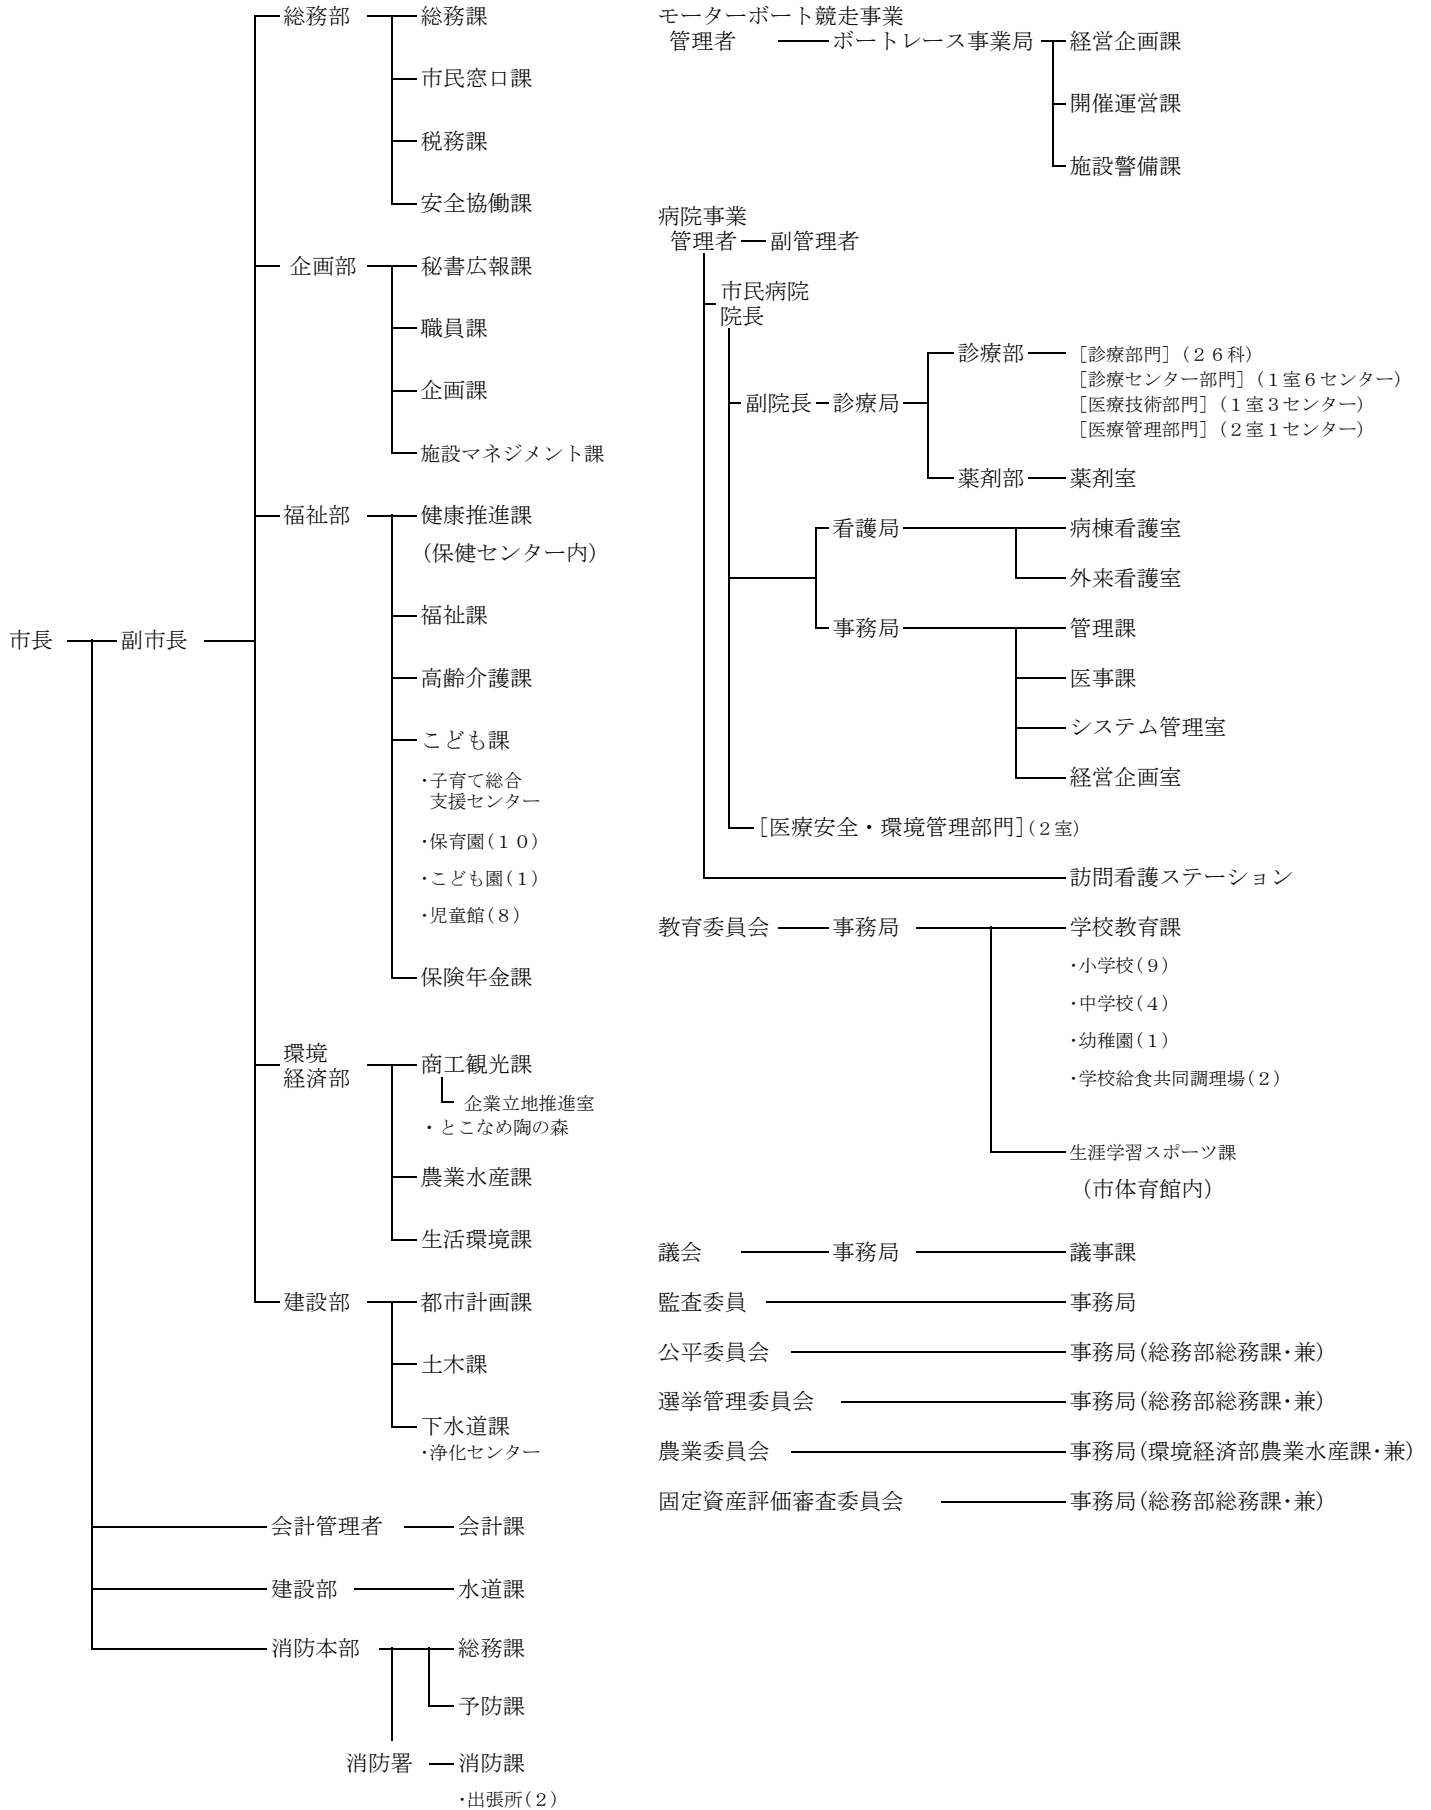 総務部 総務課
市民窓口課
税務課
安全協働課
企画部 秘書広報課
職員課
企画課
施設マネジメント課
福祉部 健康推進課
（保健センター内）
福祉課
市長 副市長
高齢介護課
こども課
・子育て総合
支援センター
・保育園（１０）
・こども園（１）
・児童館（８）
保険年金課
環境
経済部
商工観光課
企業立地推進室
・とこなめ陶の森
農業水産課
生活環境課
建設部 都市計画課
土木課
下水道課
・浄化センター
会計管理者 会計課
建設部 水道課
消防本部 総務課
予防課
消防署 消防課
・出張所（２）
モーターボート競走事業
管理者 ボートレース事業局 経営企画課
開催運営課
施設警備課
病院事業
管理者 副管理者
市民病院
院長
診療部 ［診療部門］（２６科）
［診療センター部門］（１室６センター）
副院長 診療局 ［医療技術部門］（１室３センター）
［医療管理部門］（２室１センター）
薬剤部 薬剤室
看護局 病棟看護室
外来看護室
事務局 管理課
医事課
システム管理室
経営企画室
［医療安全・環境管理部門］（２室）
訪問看護ステーション
教育委員会 事務局 学校教育課
・小学校（９）
・中学校（４）
・幼稚園（１）
・学校給食共同調理場（２）
生涯学習スポーツ課
（市体育館内）
議会 事務局 議事課
監査委員 事務局
公平委員会 事務局（総務部総務課・兼）
選挙管理委員会 事務局（総務部総務課・兼）
農業委員会 事務局（環境経済部農業水産課・兼）
固定資産評価審査委員会 事務局（総務部総務課・兼）